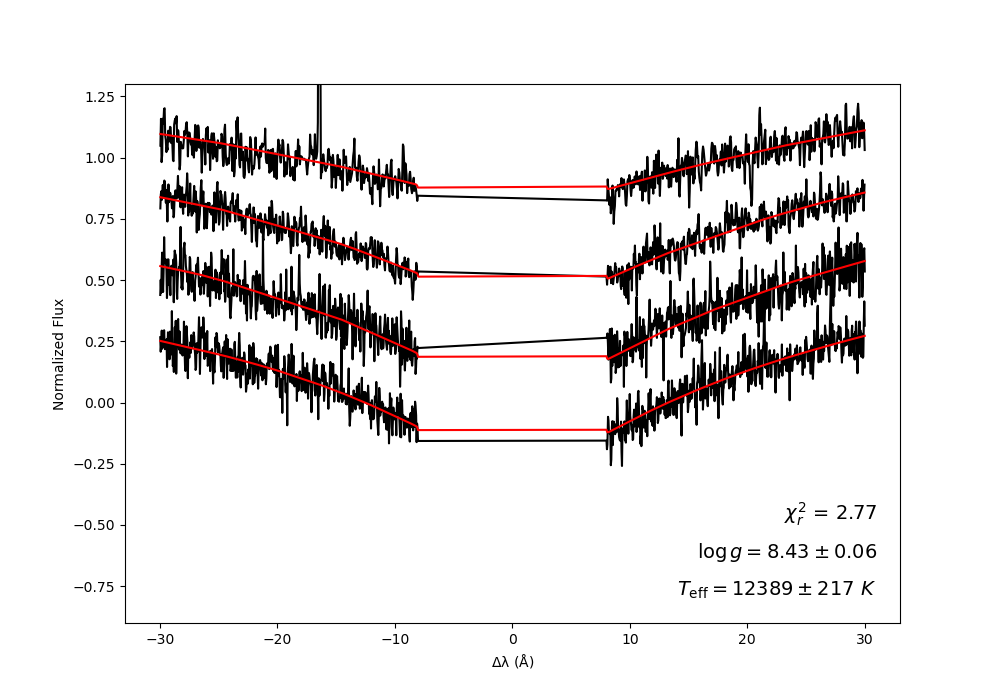 1.25
1.00
0.75
0.50
0.25
0.00
−0.25
−0.50
−0.75
Normalized Flux
χ²ᵣ = 2.77
log g = 8.43 ± 0.06
T_eff = 12389 ± 217 K
−30 −20 −10 0 10 20 30
Δλ (Å)